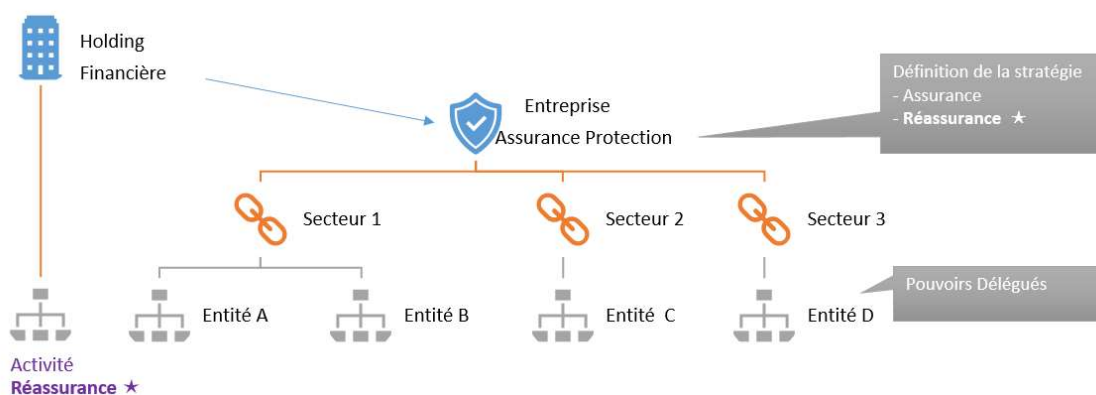 Holding
Financière
Entreprise
Assurance Protection
Définition de la stratégie
- Assurance
- Réassurance ★
Secteur 1
Secteur 2
Secteur 3
Entité A
Entité B
Entité C
Entité D
Pouvoirs Délégués
Activité
Réassurance ★